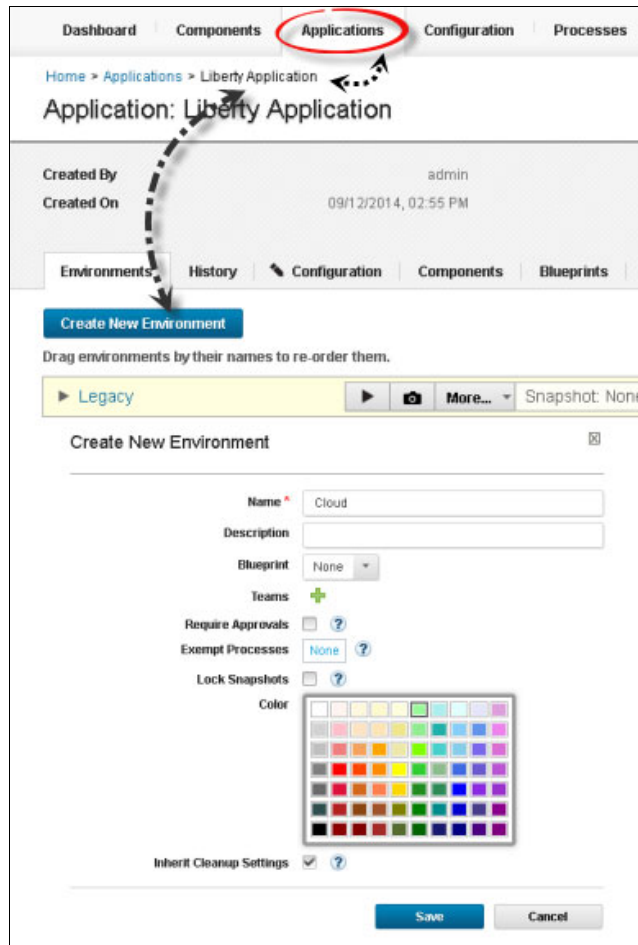 Dashboard Components Applications Configuration Processes
Home > Applications > Liberty Application
Application: Liberty Application
Created By admin
Created On 09/12/2014, 02:55 PM
Environments History Configuration Components Blueprints
Create New Environment
Drag environments by their names to re-order them.
Legacy More... Snapshot: None
Create New Environment
Name * Cloud
Description
Blueprint None
Teams
Require Approvals ?
Exempt Processes None ?
Lock Snapshots ?
Color
Inherit Cleanup Settings ?
Save Cancel